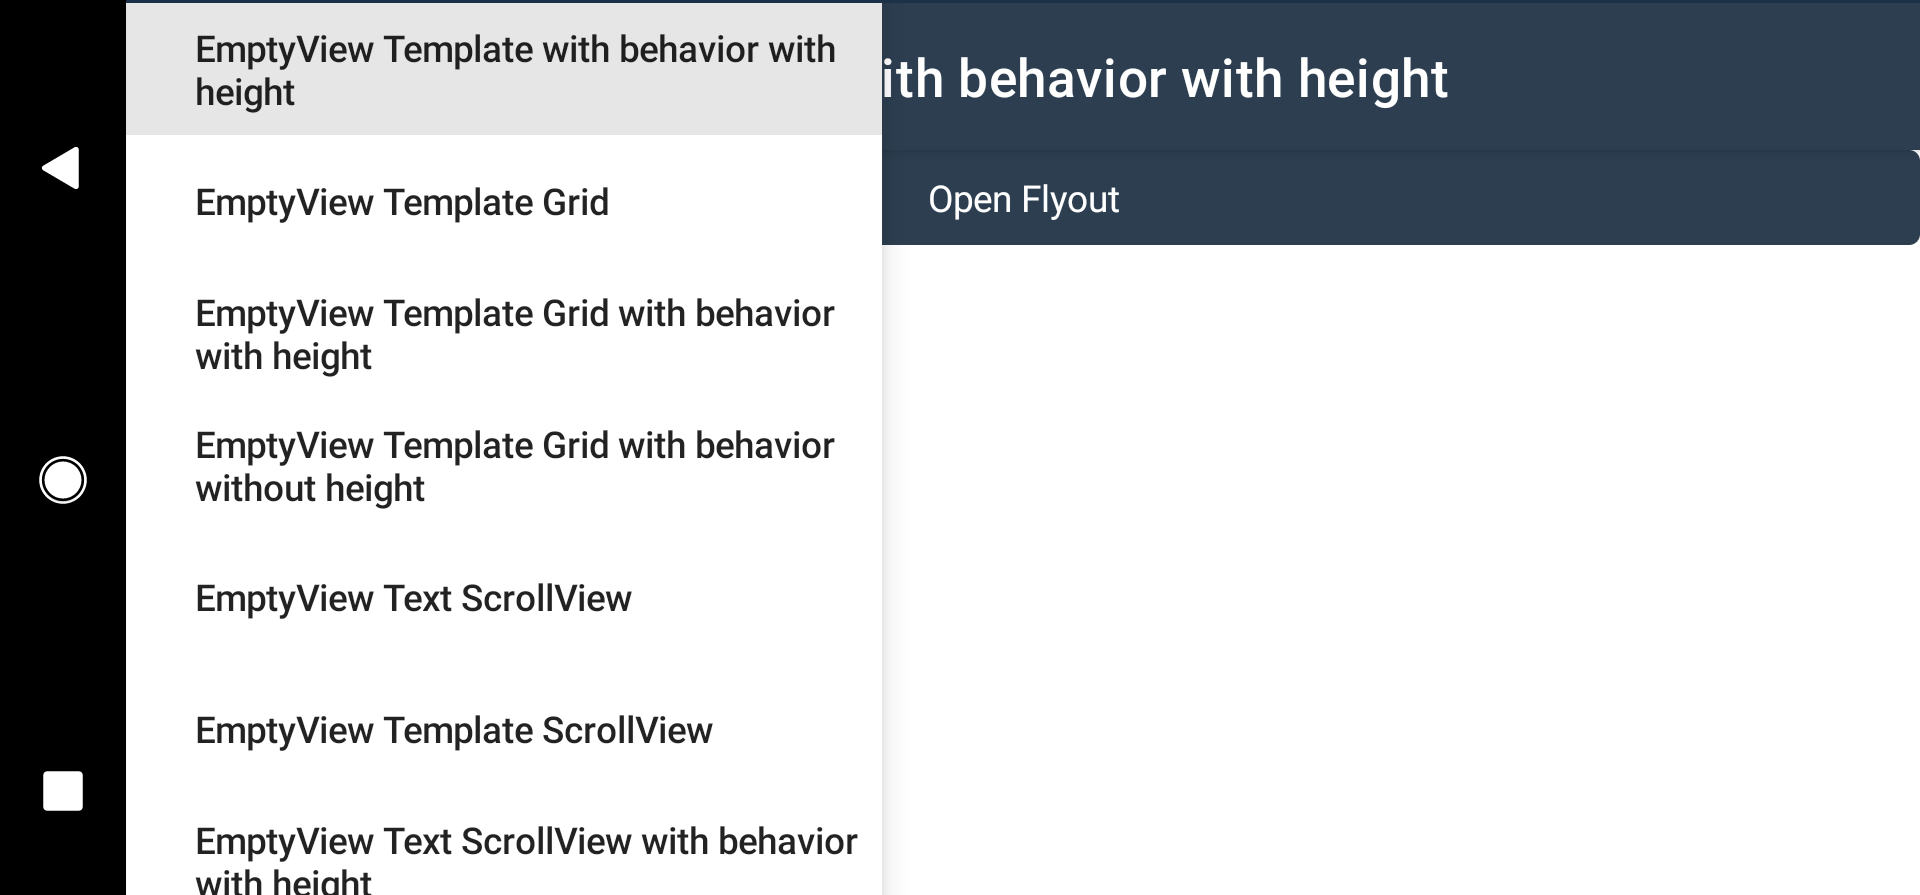 EmptyView Template with behavior with
height
EmptyView Template Grid
EmptyView Template Grid with behavior
with height
EmptyView Template Grid with behavior
without height
EmptyView Text ScrollView
EmptyView Template ScrollView
EmptyView Text ScrollView with behavior
with height
ith behavior with height
Open Flyout